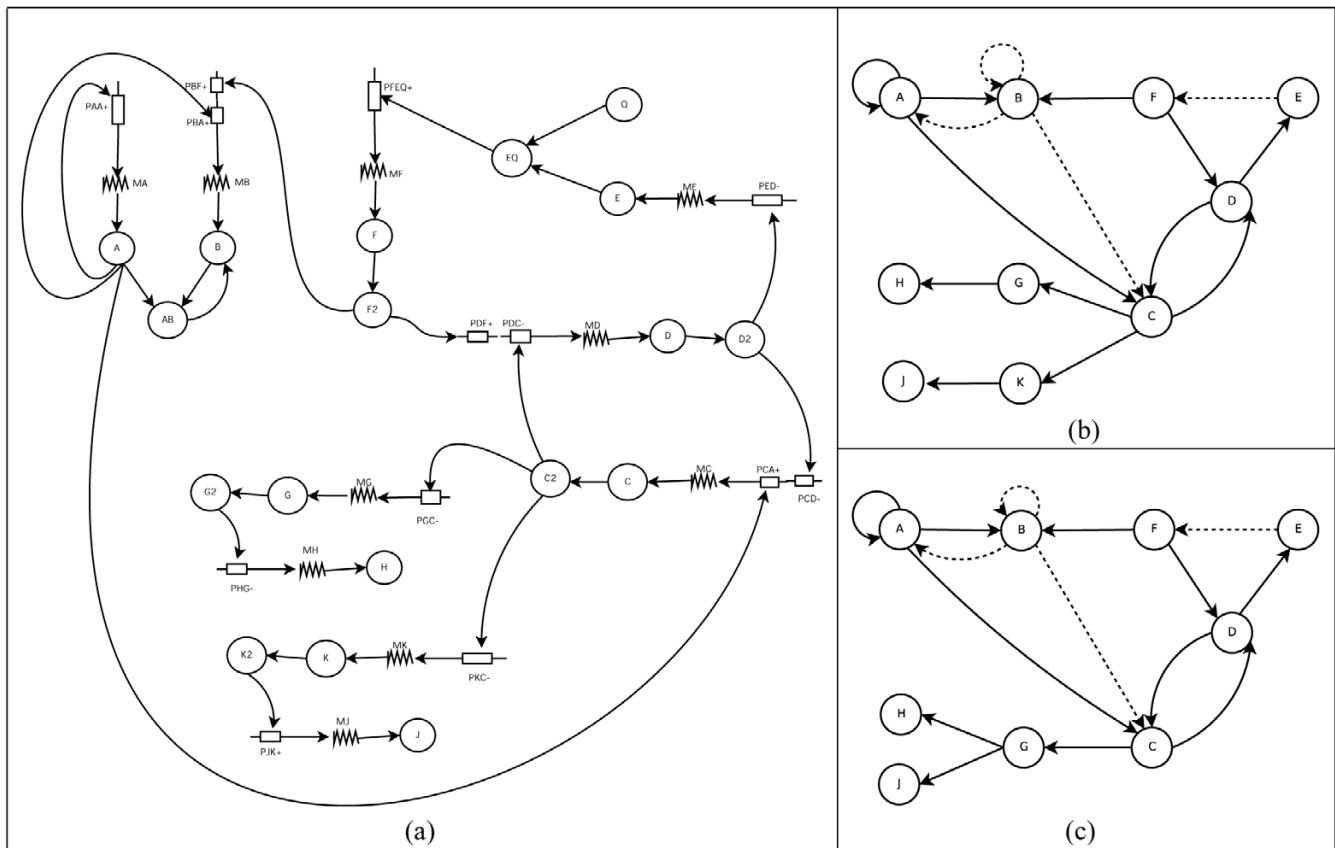 PBF+
PAA+
PBA+
MA
MB
A
B
AB
PFEQ+
MF
F
F2
Q
EQ
E
ME
PED-
PDF+
PDC-
MD
D
D2
C2
C
MC
PCA+
PCD-
G2
G
MG
PGC-
PHG-
MH
H
K2
K
MK
PKC-
PJK+
MJ
J
(a)
A
B
F
E
D
H
G
C
J
K
(b)
A
B
F
E
D
H
G
C
J
(c)